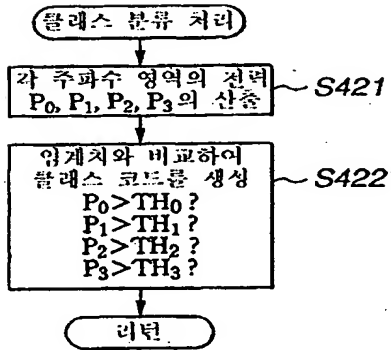 클래스 분류 처리
각 주파수 영역의 전력
P₀, P₁, P₂, P₃의 산출
S421
임계치와 비교하여
클래스 코드를 생성
S422
P₀>TH₀?
P₁>TH₁?
P₂>TH₂?
P₃>TH₃?
리턴